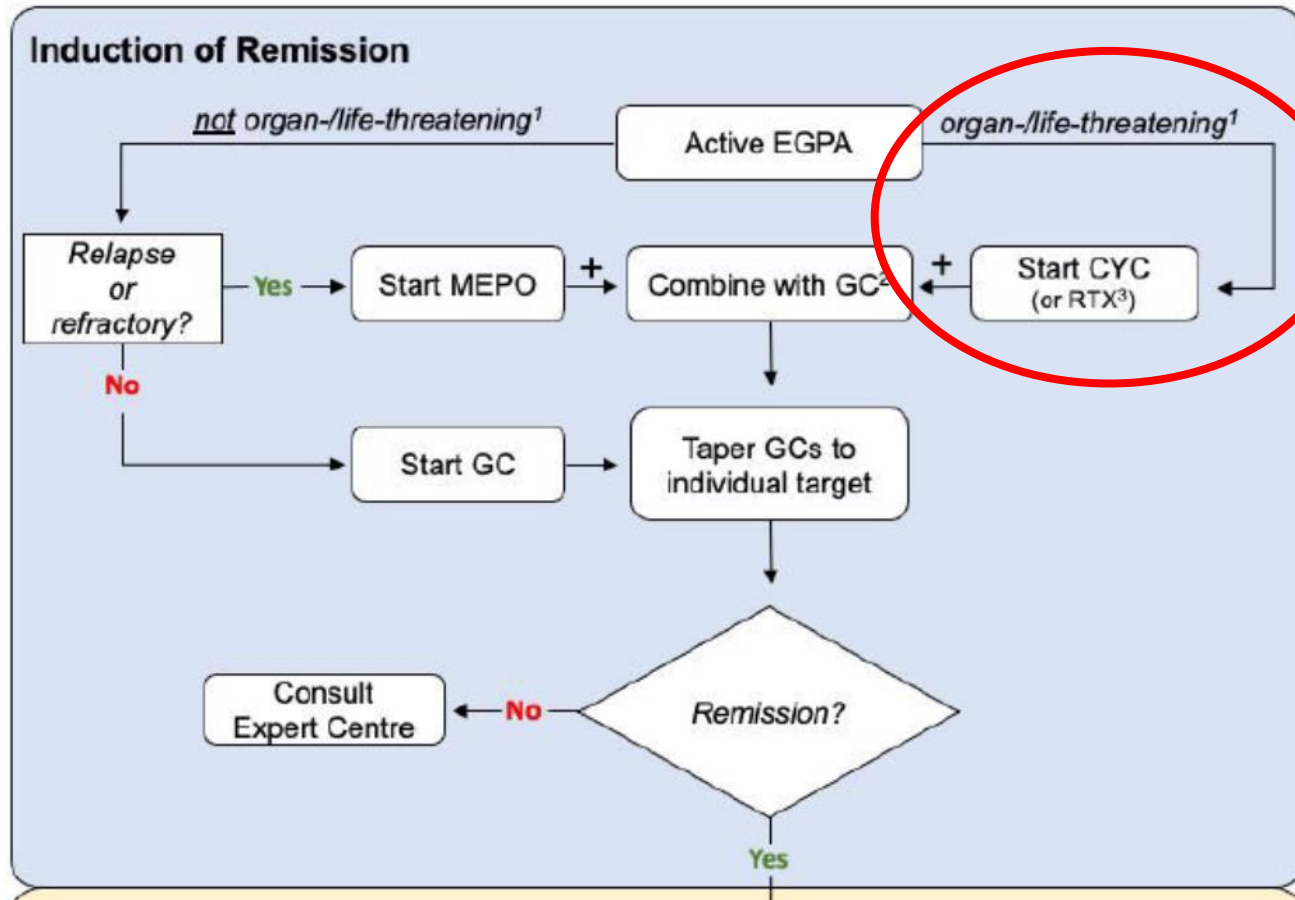 Induction of Remission
not organ-/life-threatening¹
Active EGPA
organ-/life-threatening¹
Relapse
or
refractory?
Yes
Start MEPO
+
Combine with GC²
+
Start CYC
(or RTX³)
No
Start GC
Taper GCs to
individual target
Consult
Expert Centre
No
Remission?
Yes